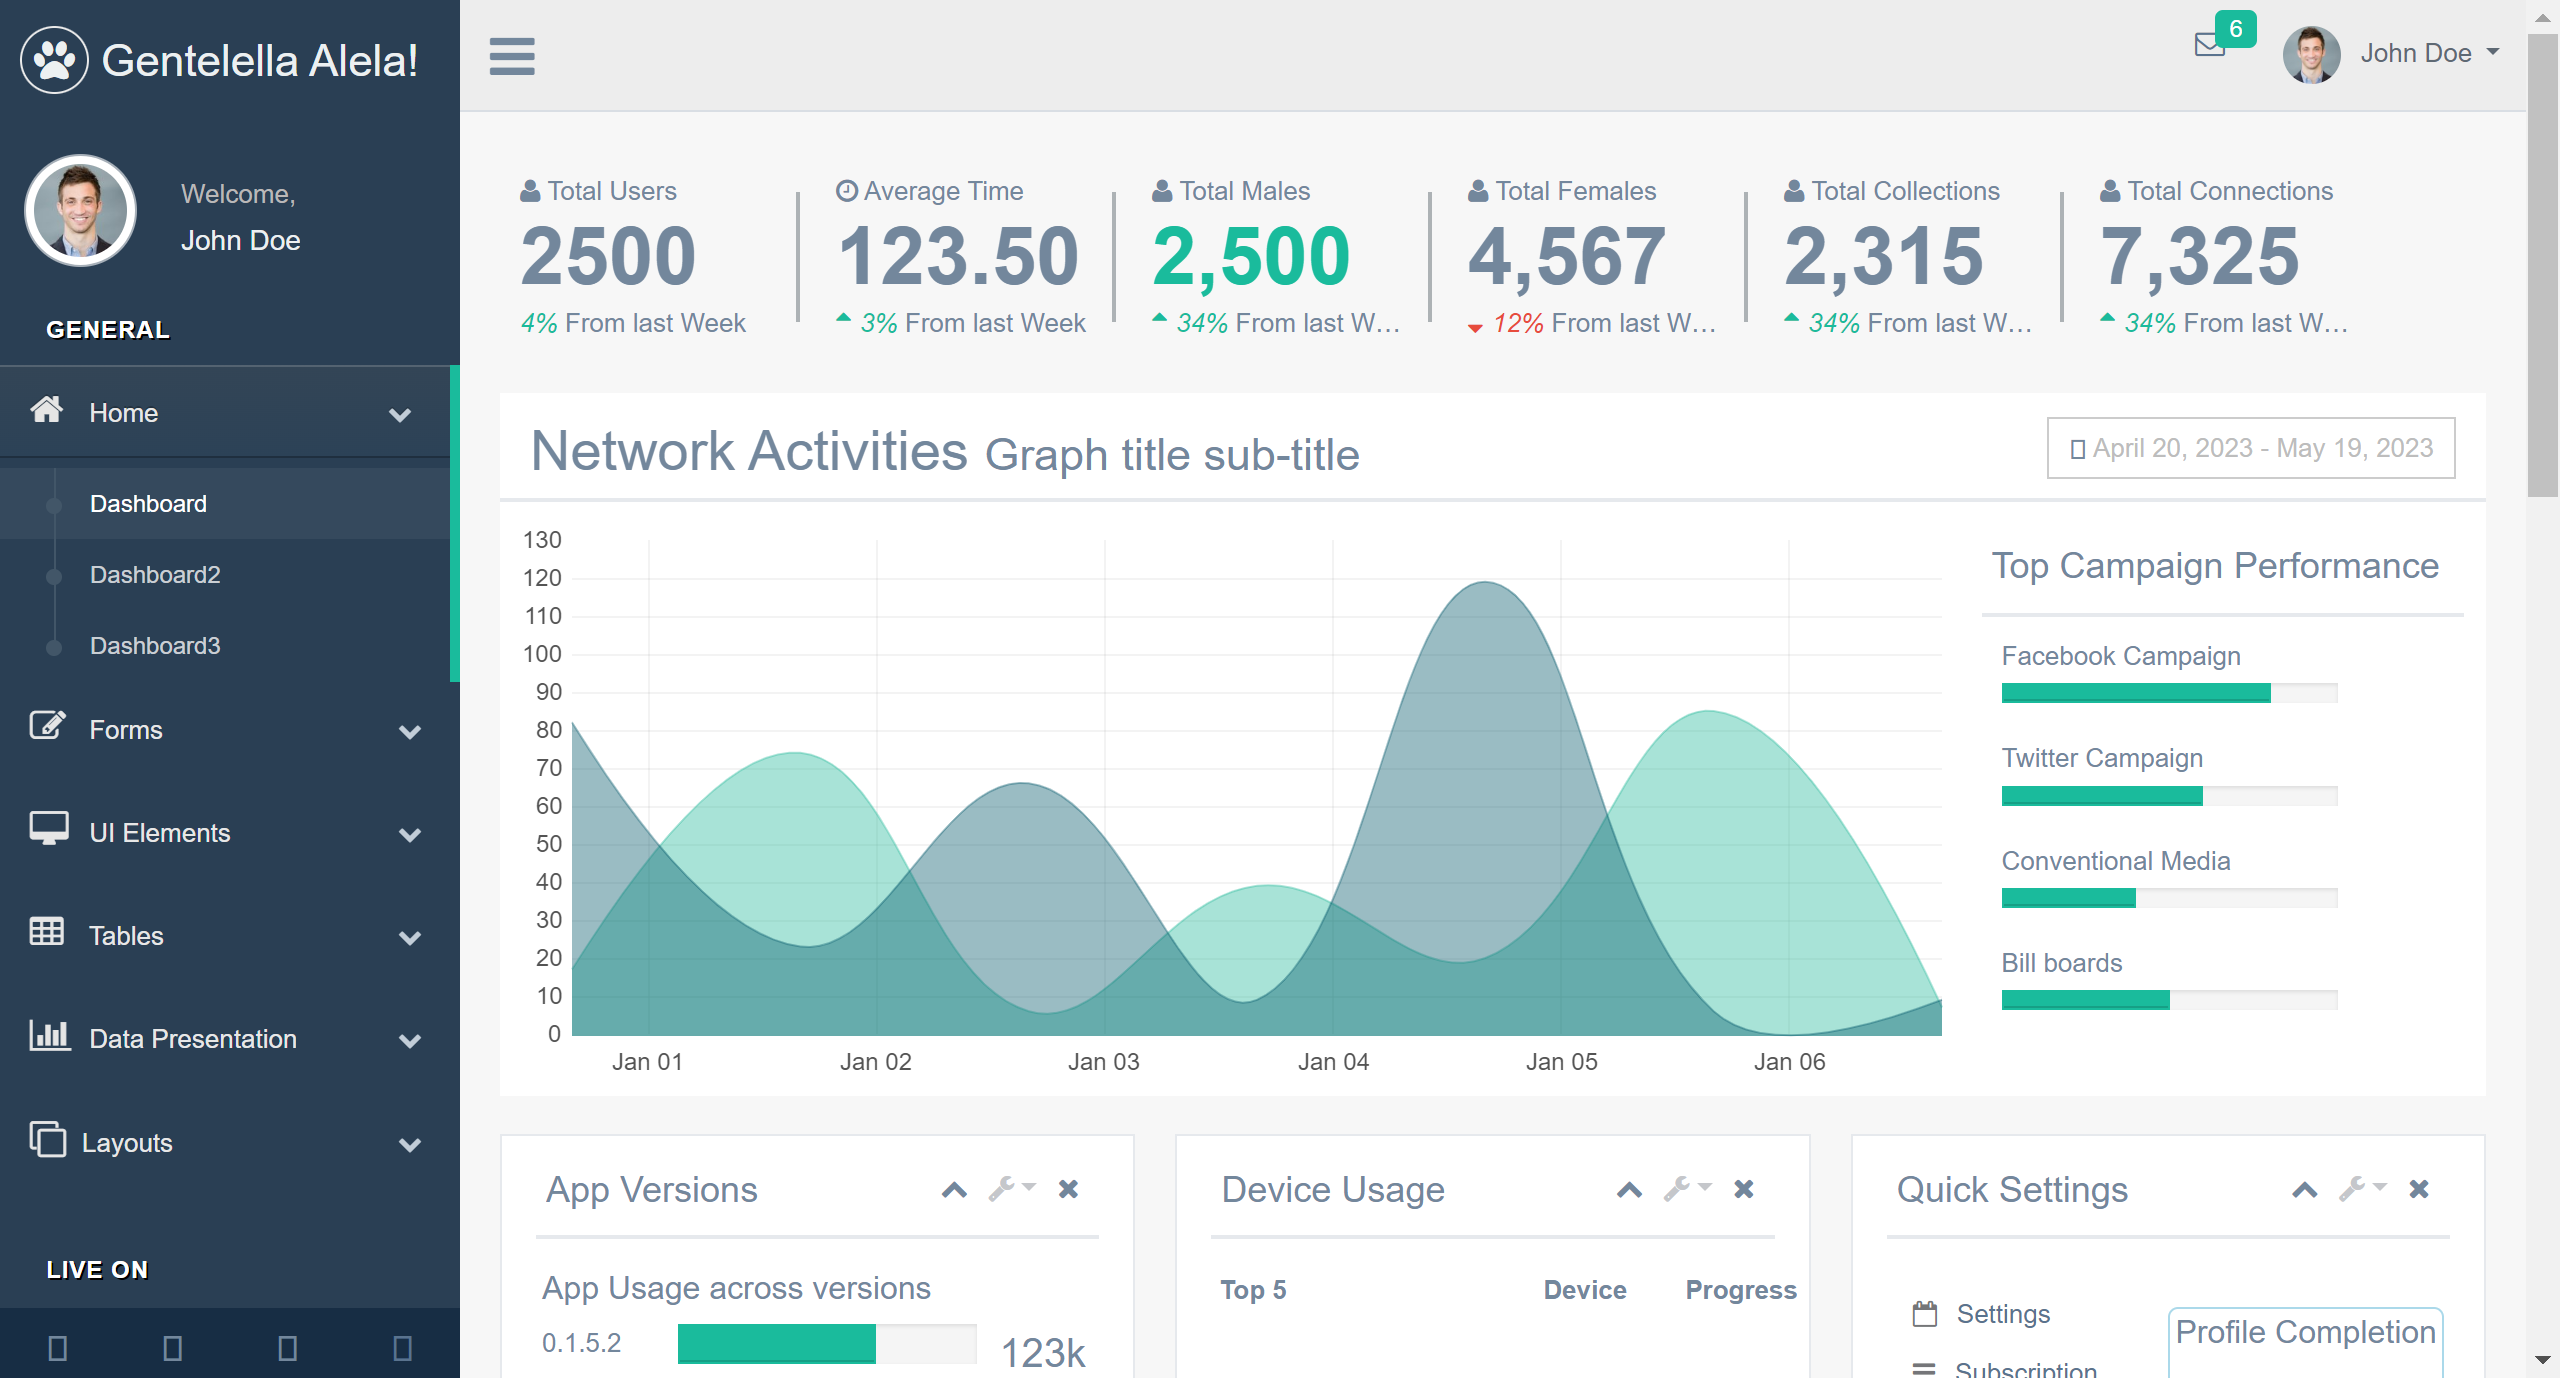 Gentelella Alela!
6
John Doe
Welcome,
John Doe
GENERAL
Home
Dashboard
Dashboard2
Dashboard3
Forms
UI Elements
Tables
Data Presentation
Layouts
LIVE ON
Total Users
2500
4% From last Week
Average Time
123.50
3% From last Week
Total Males
2,500
34% From last W...
Total Females
4,567
12% From last W...
Total Collections
2,315
34% From last W...
Total Connections
7,325
34% From last W...
Network Activities Graph title sub-title
April 20, 2023 - May 19, 2023
130
120
110
100
90
80
70
60
50
40
30
20
10
0
Jan 01 Jan 02 Jan 03 Jan 04 Jan 05 Jan 06
Top Campaign Performance
Facebook Campaign
Twitter Campaign
Conventional Media
Bill boards
App Versions
App Usage across versions
0.1.5.2 123k
Device Usage
Top 5 Device Progress
Quick Settings
Settings
Subscription
Profile Completion